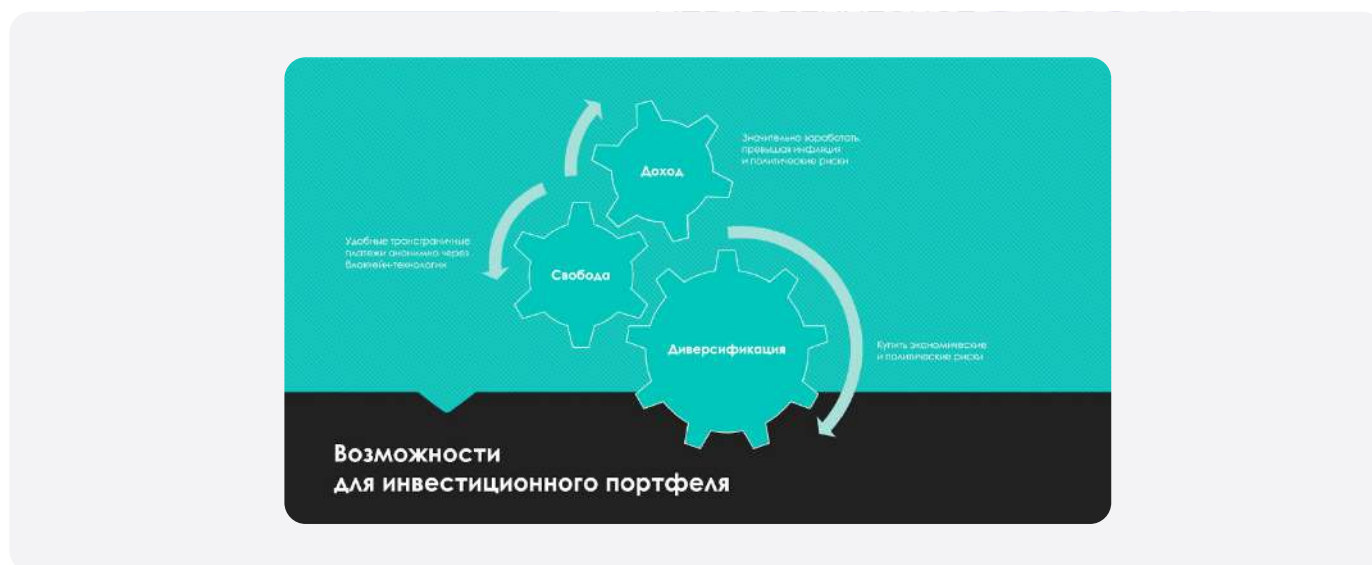 Доход
Значительно заработать,
превышая инфляция
и политические риски
Удобные трансграничные
платежи анонимно через
блокчейн-технологии
Свобода
Диверсификация
Купить экономические
и политические риски
Возможности
для инвестиционного портфеля